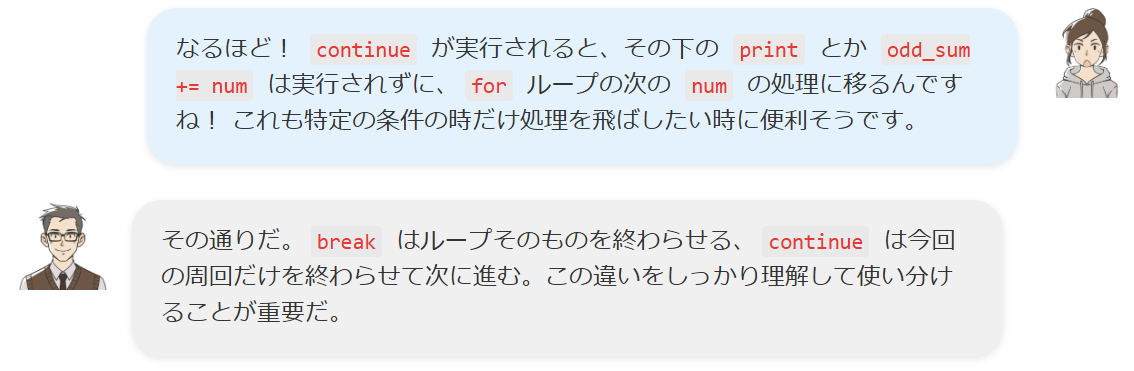 なるほど！ continue が実行されると、その下の print とか odd_sum
+= num は実行されずに、 for ループの次の num の処理に移るんです
ね！ これも特定の条件の時だけ処理を飛ばしたい時に便利そうです。
その通りだ。 break はループそのものを終わらせる、 continue は今回
の周回だけを終わらせて次に進む。この違いをしっかり理解して使い分け
ることが重要だ。